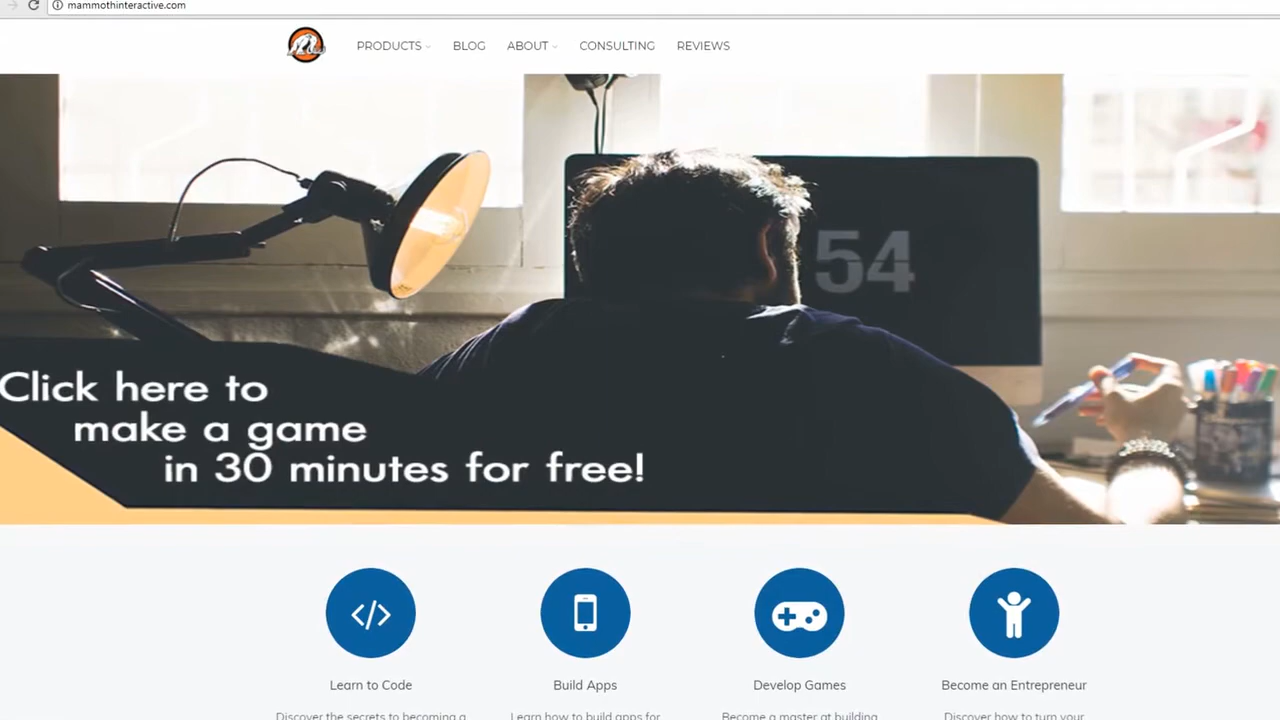 mammothinteractive.com
PRODUCTS
BLOG
ABOUT
CONSULTING
REVIEWS
54
Click here to
make a game
in 30 minutes for free!
Learn to Code
Build Apps
Develop Games
Become an Entrepreneur
Discover the secrets to becoming a
Learn how to build apps for
Become a master at building
Discover how to turn your